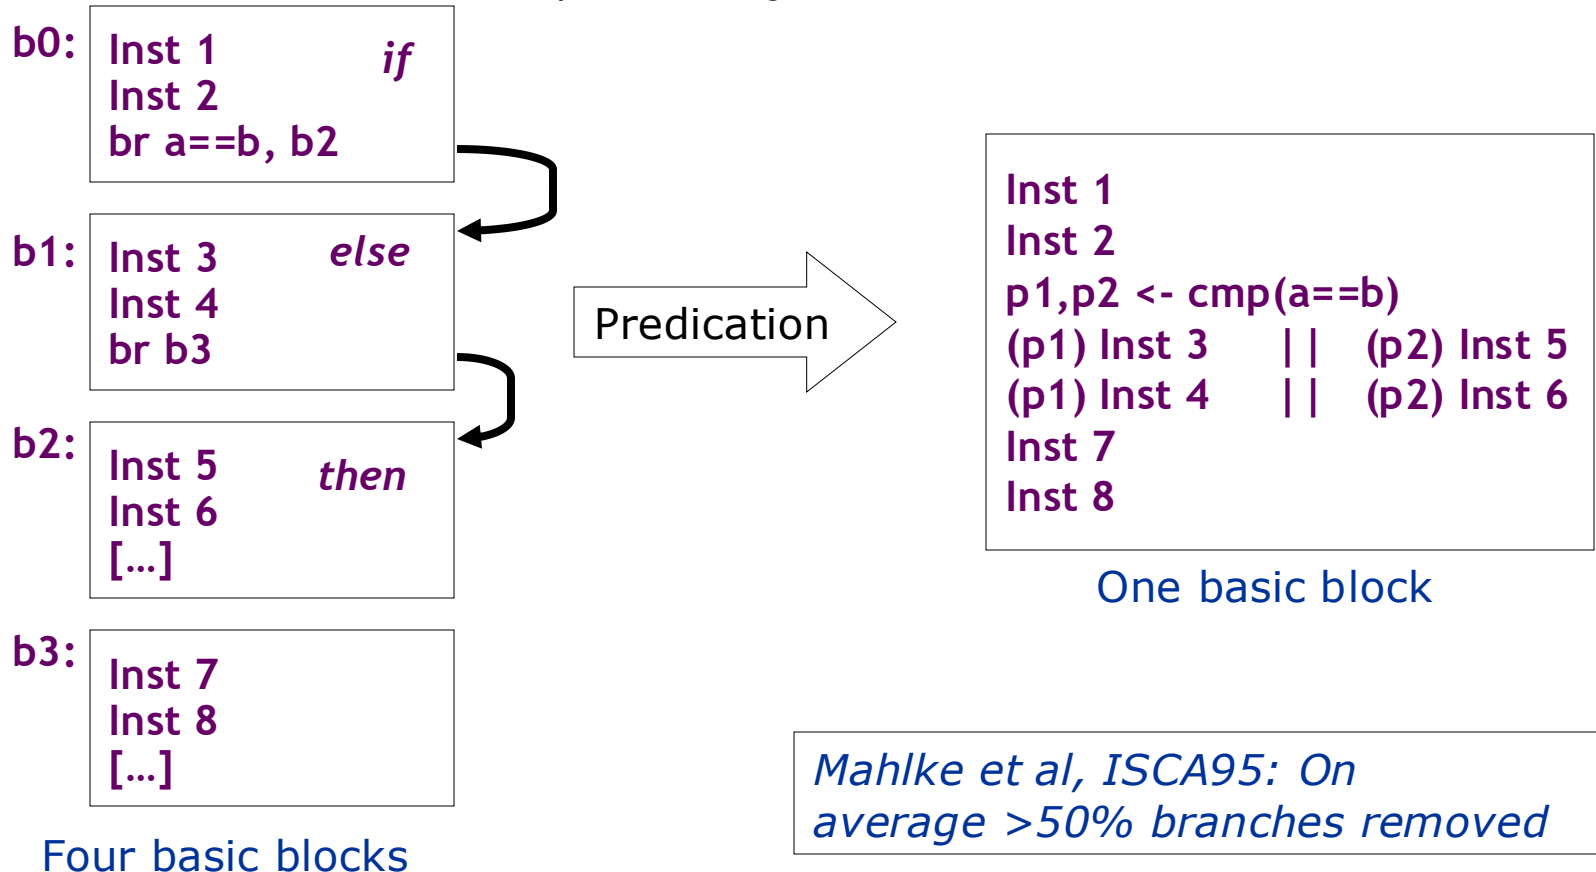 b0:
Inst 1
if
Inst 2
br a==b, b2
b1:
Inst 3
else
Inst 4
br b3
b2:
Inst 5
then
Inst 6
[…]
b3:
Inst 7
Inst 8
[…]
Four basic blocks
Predication
Inst 1
Inst 2
p1,p2 <- cmp(a==b)
(p1) Inst 3 || (p2) Inst 5
(p1) Inst 4 || (p2) Inst 6
Inst 7
Inst 8
One basic block
Mahlke et al, ISCA95: On
average >50% branches removed